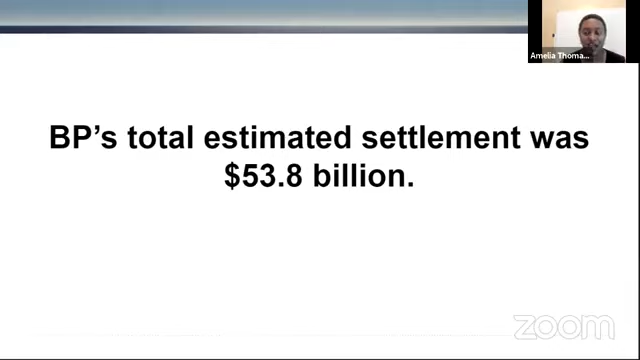 Amelia Thoma...
BP’s total estimated settlement was
$53.8 billion.
zoom